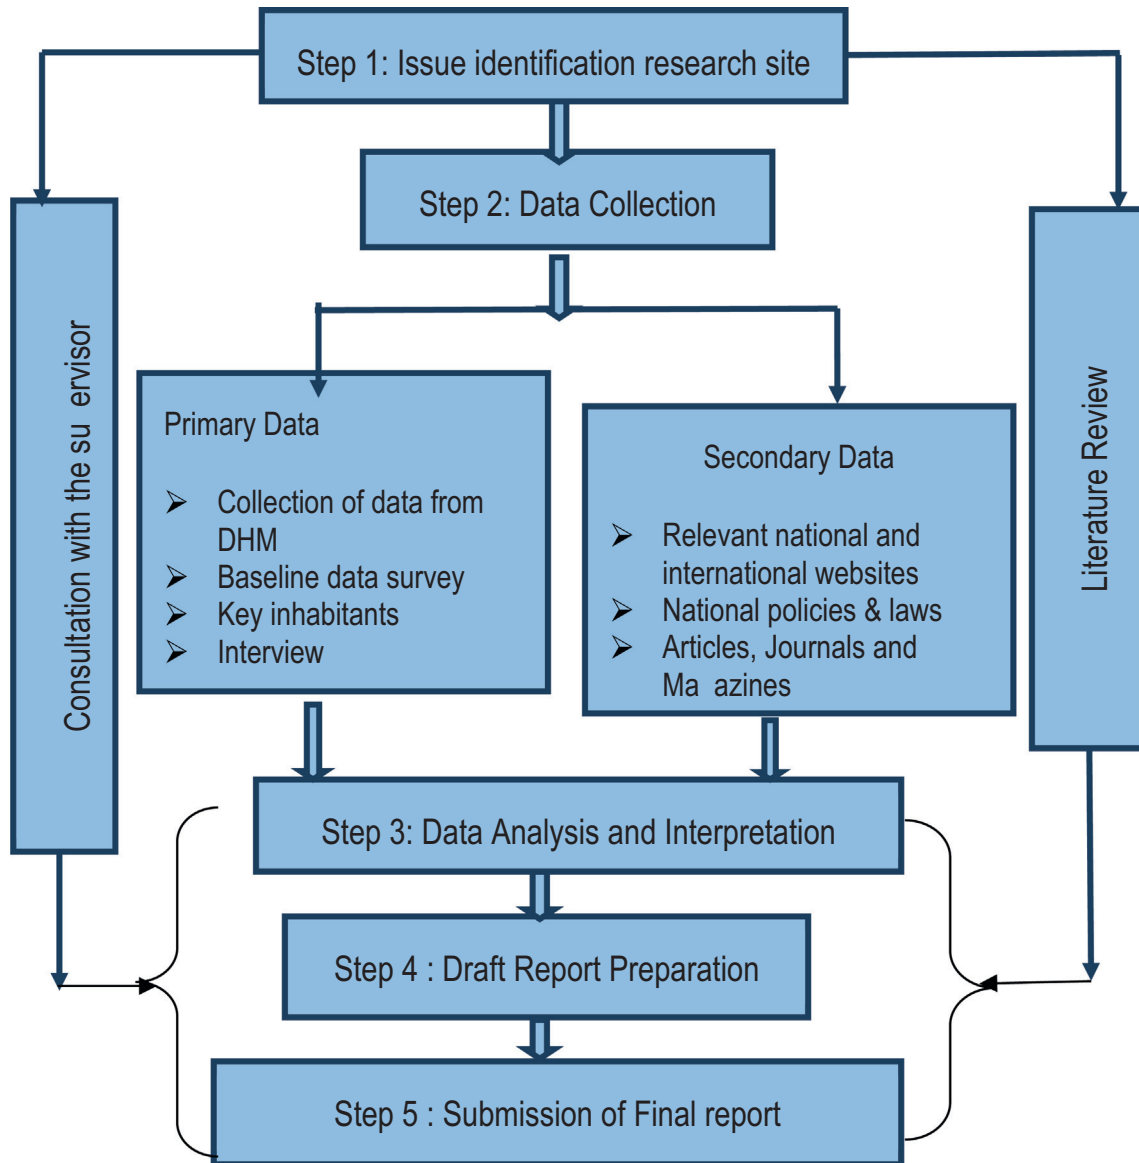 Step 1: Issue identification research site
Step 2: Data Collection
Consultation with the su ervisor
Primary Data
➢ Collection of data from
DHM
➢ Baseline data survey
➢ Key inhabitants
➢ Interview
Secondary Data
➢ Relevant national and
international websites
➢ National policies & laws
➢ Articles, Journals and
Ma azines
Literature Review
Step 3: Data Analysis and Interpretation
Step 4 : Draft Report Preparation
Step 5 : Submission of Final report